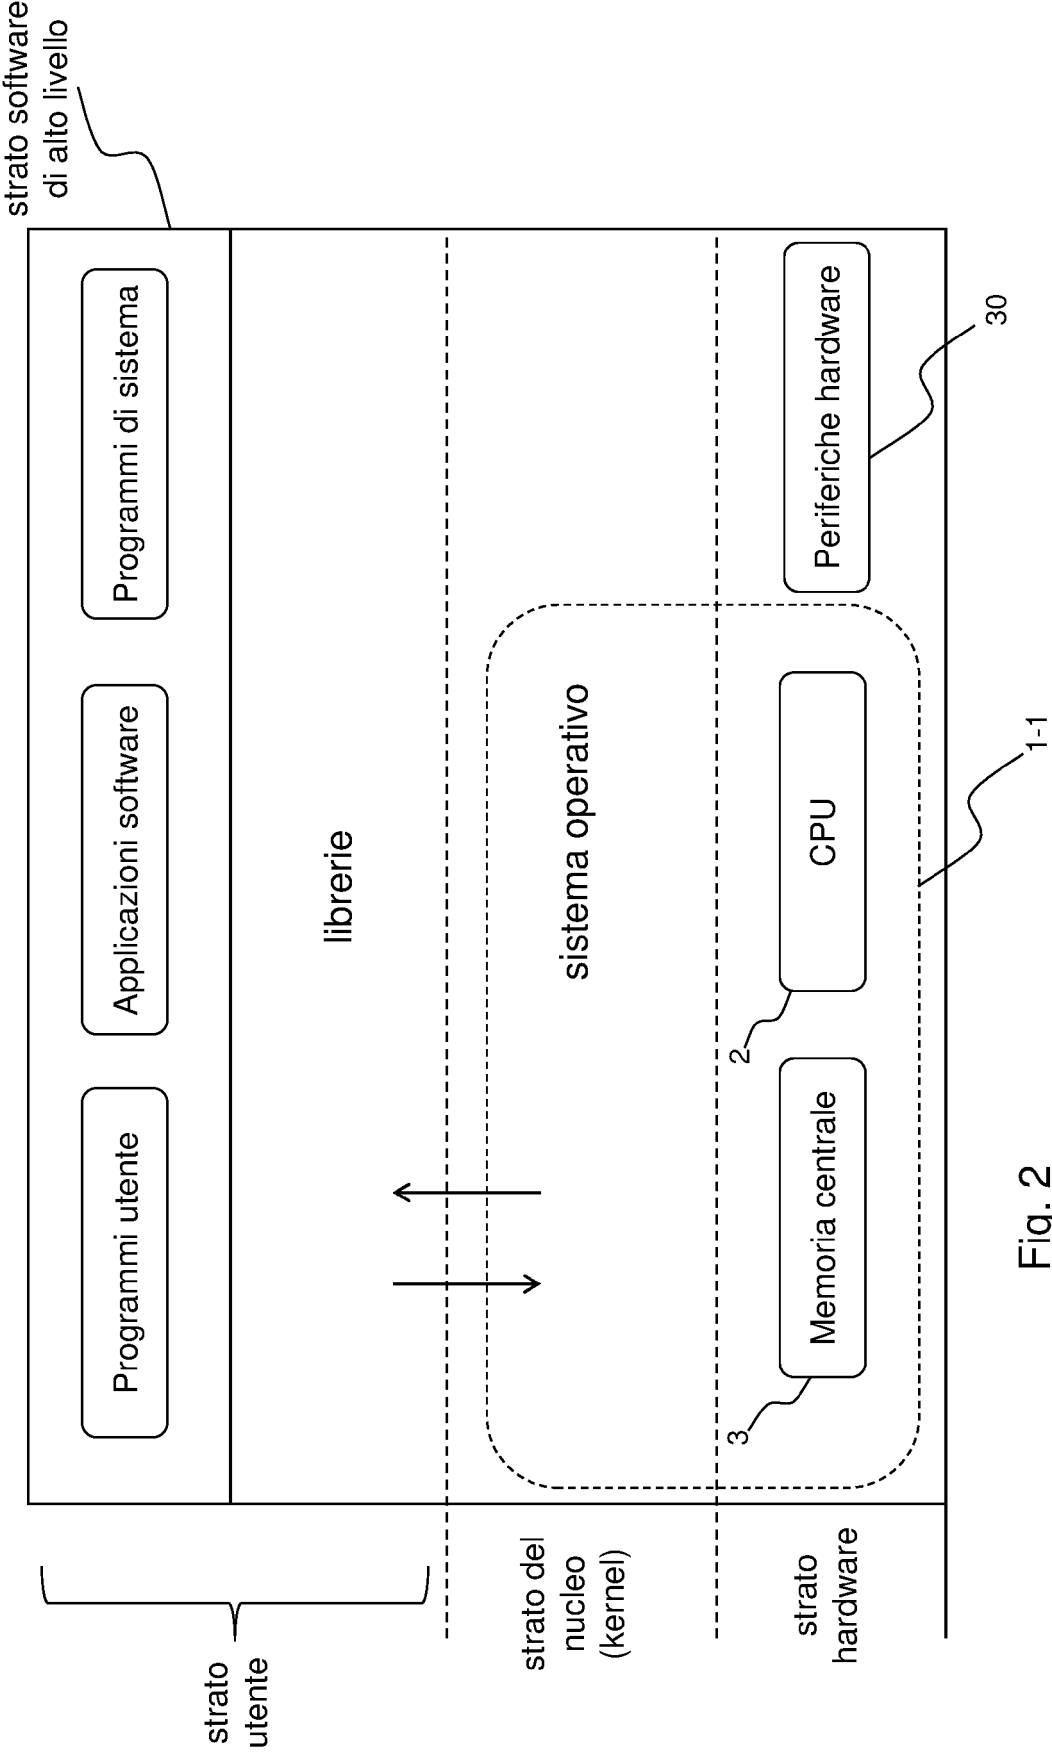 strato software
di alto livello
Programmi utente
Applicazioni software
Programmi di sistema
strato
utente
librerie
strato del
nucleo
(kernel)
sistema operativo
strato
hardware
3
Memoria centrale
2
CPU
Periferiche hardware
1-1
30
Fig. 2